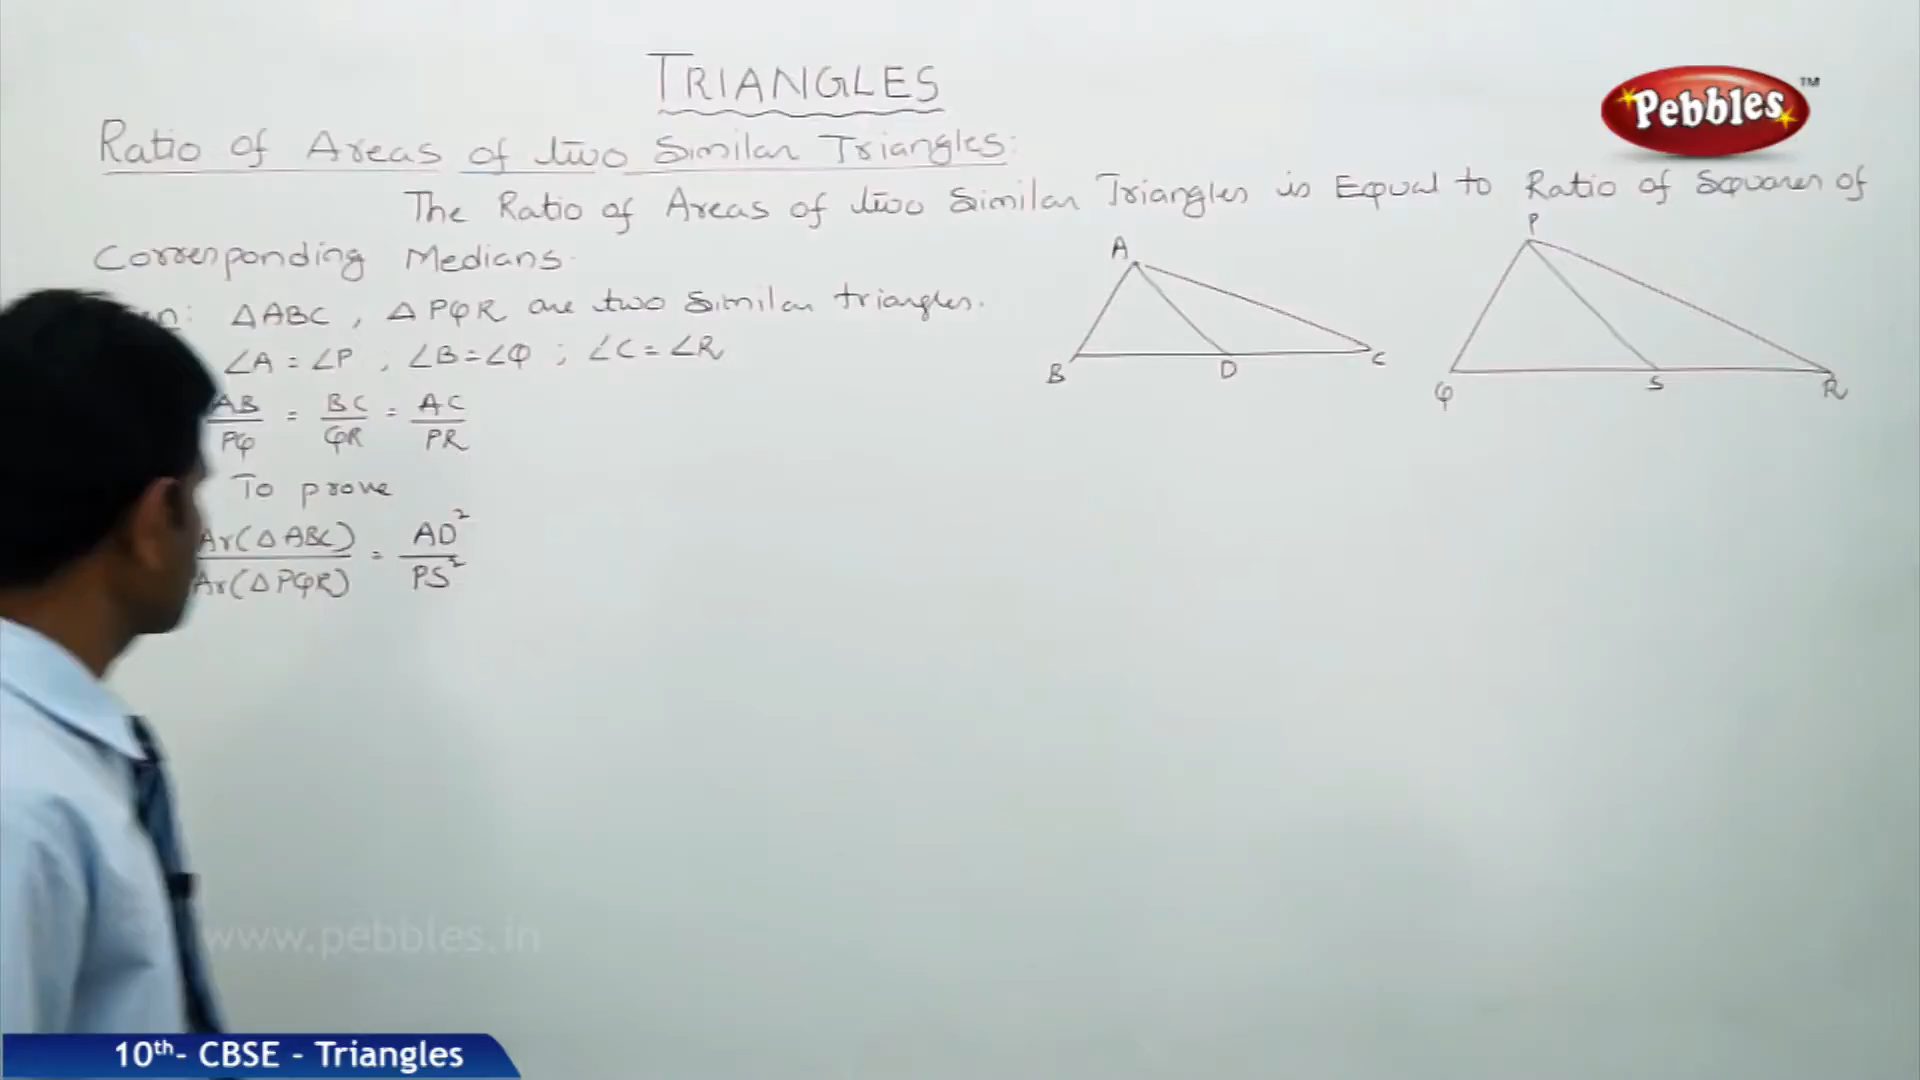 TRIANGLES
Pebbles™
Ratio of Areas of two Similar Triangles:
The Ratio of Areas of two Similar Triangles is Equal to Ratio of Squares of
Corresponding Medians.
ΔABC, ΔPQR are two similar triangles.
∠A = ∠P, ∠B = ∠Q; ∠C = ∠R
AB/PQ = BC/QR = AC/PR
To prove
Ar(ΔABC)/Ar(ΔPQR) = AD²/PS²
A
B
D
C
P
Q
S
R
www.pebbles.in
10th- CBSE - Triangles